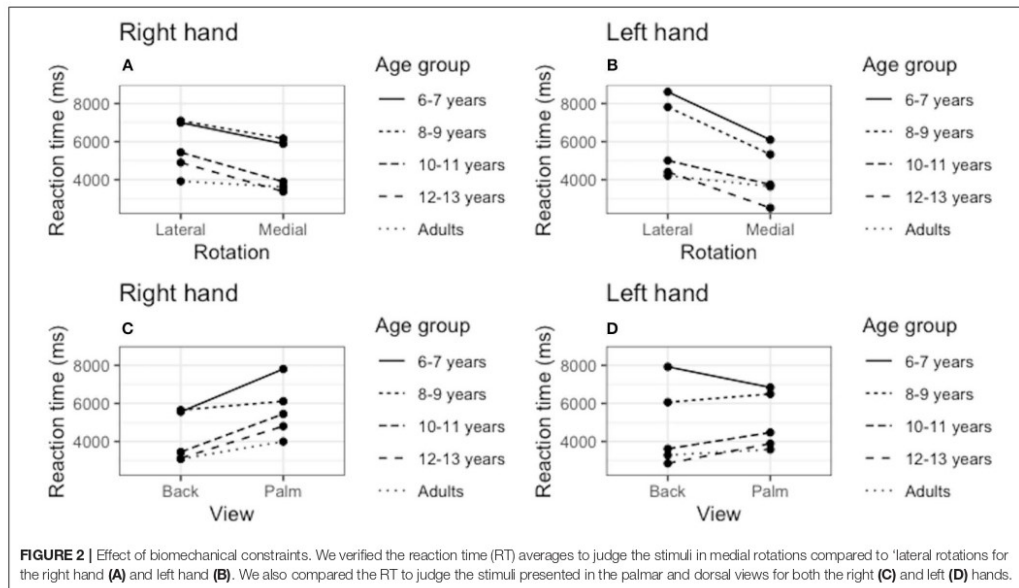 Right hand
A
Reaction time (ms)
8000
6000
4000
Lateral Medial
Rotation
Age group
6-7 years
8-9 years
10-11 years
12-13 years
Adults
Left hand
B
Reaction time (ms)
8000
6000
4000
Lateral Medial
Rotation
Age group
6-7 years
8-9 years
10-11 years
12-13 years
Adults
Right hand
C
Reaction time (ms)
8000
6000
4000
Back Palm
View
Age group
6-7 years
8-9 years
10-11 years
12-13 years
Adults
Left hand
D
Reaction time (ms)
8000
6000
4000
Back Palm
View
Age group
6-7 years
8-9 years
10-11 years
12-13 years
Adults
FIGURE 2 | Effect of biomechanical constraints. We verified the reaction time (RT) averages to judge the stimuli in medial rotations compared to 'lateral rotations for
the right hand (A) and left hand (B). We also compared the RT to judge the stimuli presented in the palmar and dorsal views for both the right (C) and left (D) hands.